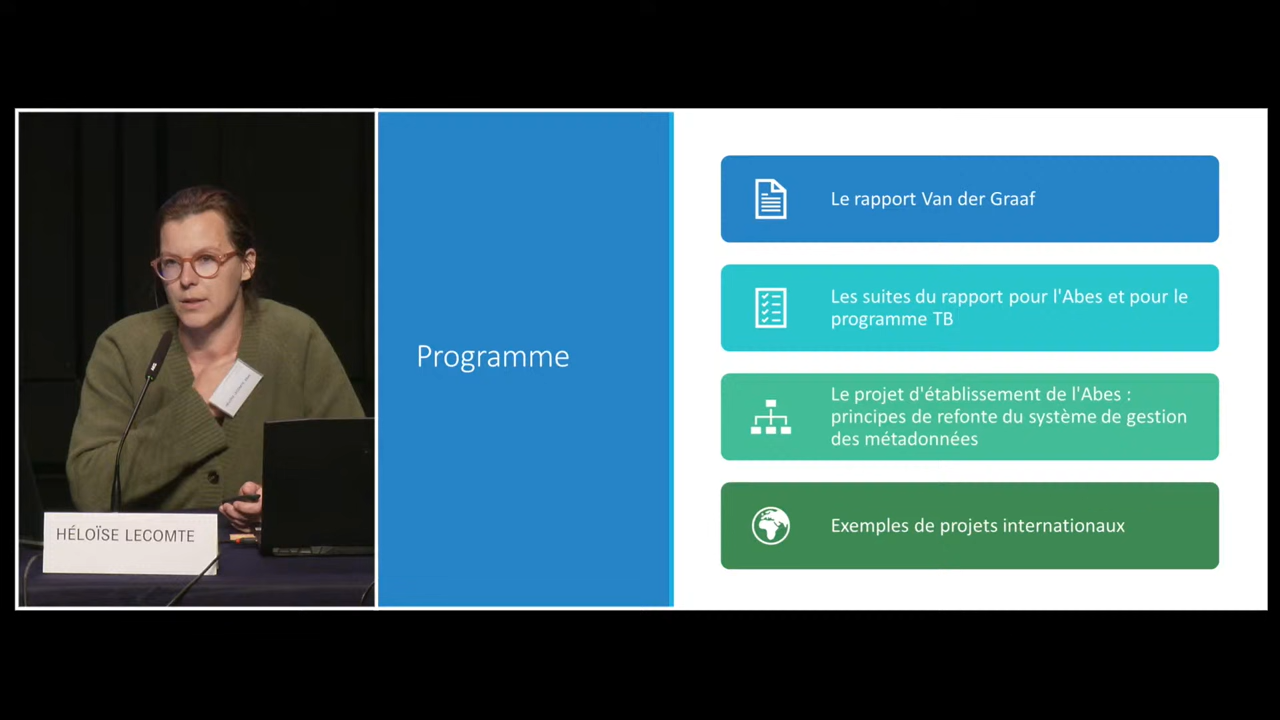 HÉLOÏSE LECOMTE
Programme
Le rapport Van der Graaf
Les suites du rapport pour l'Abes et pour le
programme TB
Le projet d'établissement de l'Abes :
principes de refonte du système de gestion
des métadonnées
Exemples de projets internationaux